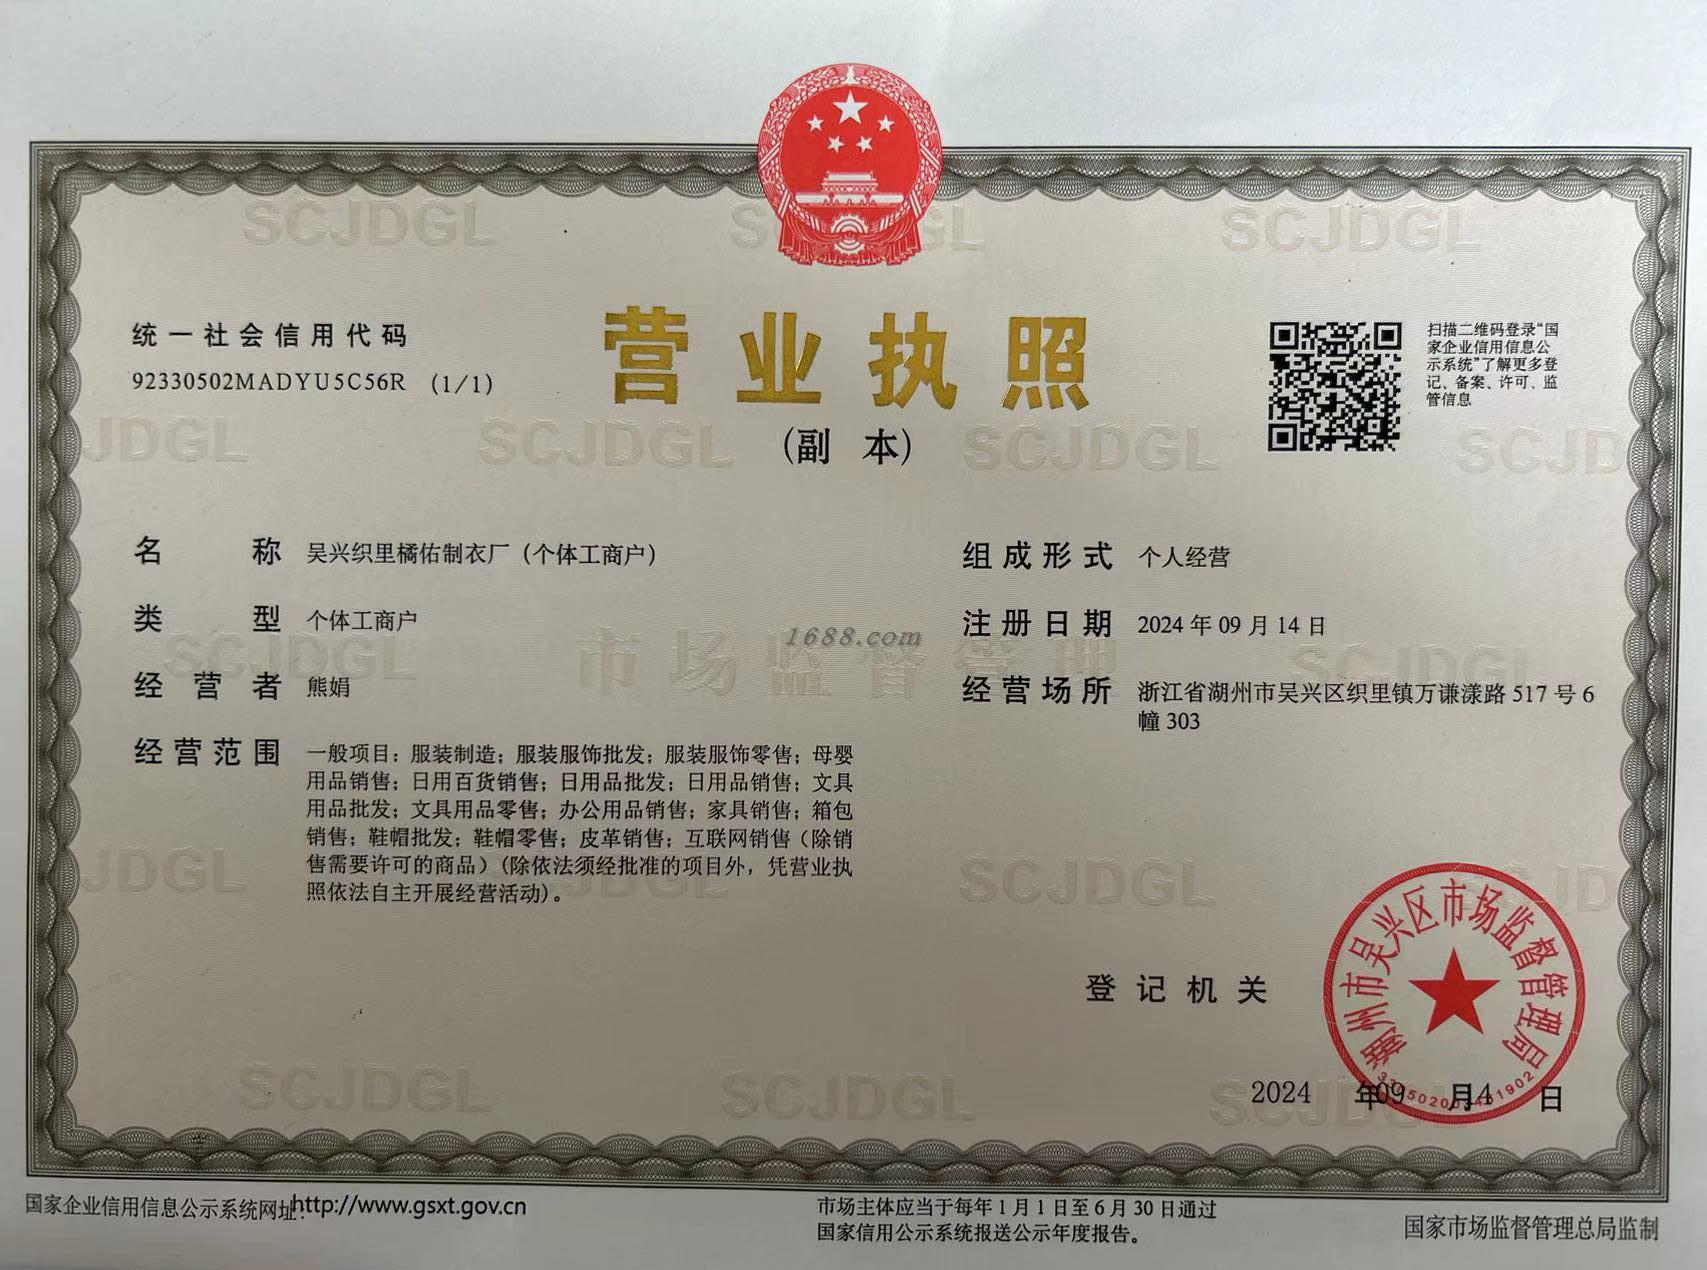 统一社会信用代码
92330502MADYU5C56R (1/1)
营业执照
(副 本)
扫描二维码登录“国
家企业信用信息公
示系统”了解更多登
记、备案、许可、监
管信息
名 称 吴兴织里橘佑制衣厂（个体工商户）
类 型 个体工商户
经 营 者 熊娟
经营范围 一般项目：服装制造；服装服饰批发；服装服饰零售；母婴
用品销售；日用百货销售；日用品批发；日用品销售；文具
用品批发；文具用品零售；办公用品销售；家具销售；箱包
销售；鞋帽批发；鞋帽零售；皮革销售；互联网销售（除销
售需要许可的商品）(除依法须经批准的项目外，凭营业执
照依法自主开展经营活动)。
组成形式 个人经营
注册日期 2024 年 09 月 14 日
经营场所 浙江省湖州市吴兴区织里镇万谦漾路 517 号 6
幢 303
1688.com
市场监督管理
SCJDGL
登记机关
湖州市吴兴区市场监督管理局
2024 年09 月 4 日
国家企业信用信息公示系统网址：http://www.gsxt.gov.cn
市场主体应当于每年 1 月 1 日至 6 月 30 日通过
国家信用公示系统报送公示年度报告。
国家市场监督管理总局监制